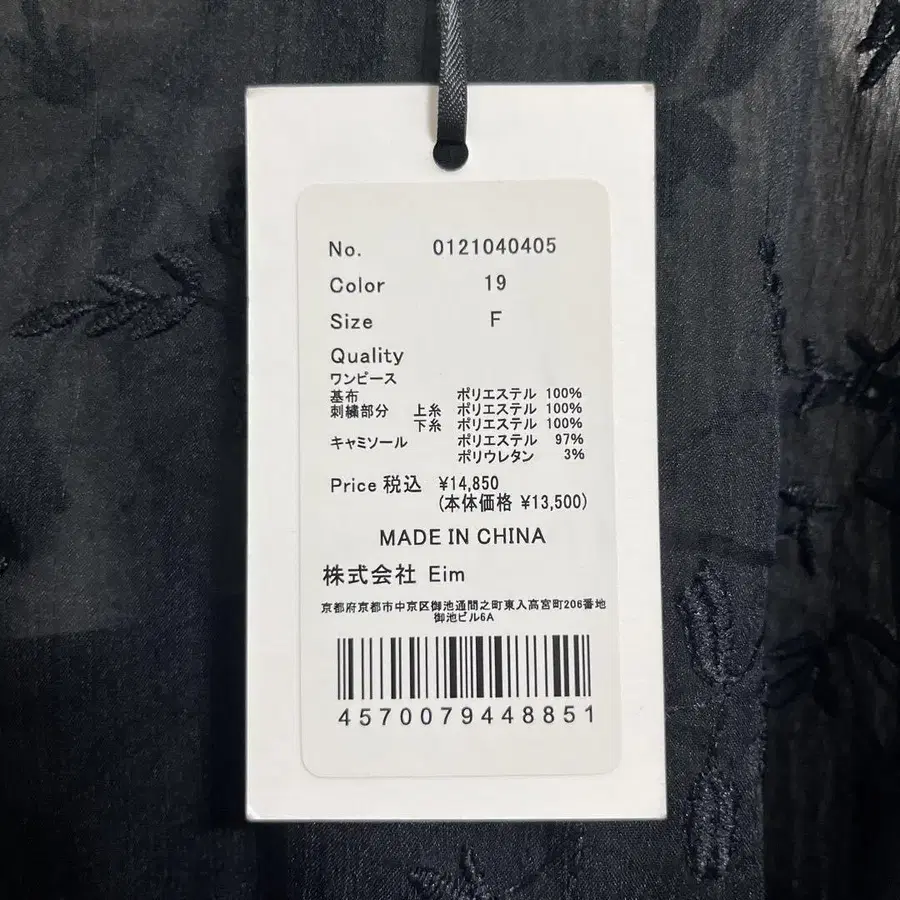 No. 0121040405
Color 19
Size F
Quality
ワンピース
基布 ポリエステル 100%
刺繍部分 上糸 ポリエステル 100%
下糸 ポリエステル 100%
キャミソール ポリエステル 97%
ポリウレタン 3%
Price 税込 ¥14,850
(本体価格 ¥13,500)
MADE IN CHINA
株式会社 Eim
京都府京都市中京区御池通間之町東入高宮町206番地
御池ビル6A
4570079448851